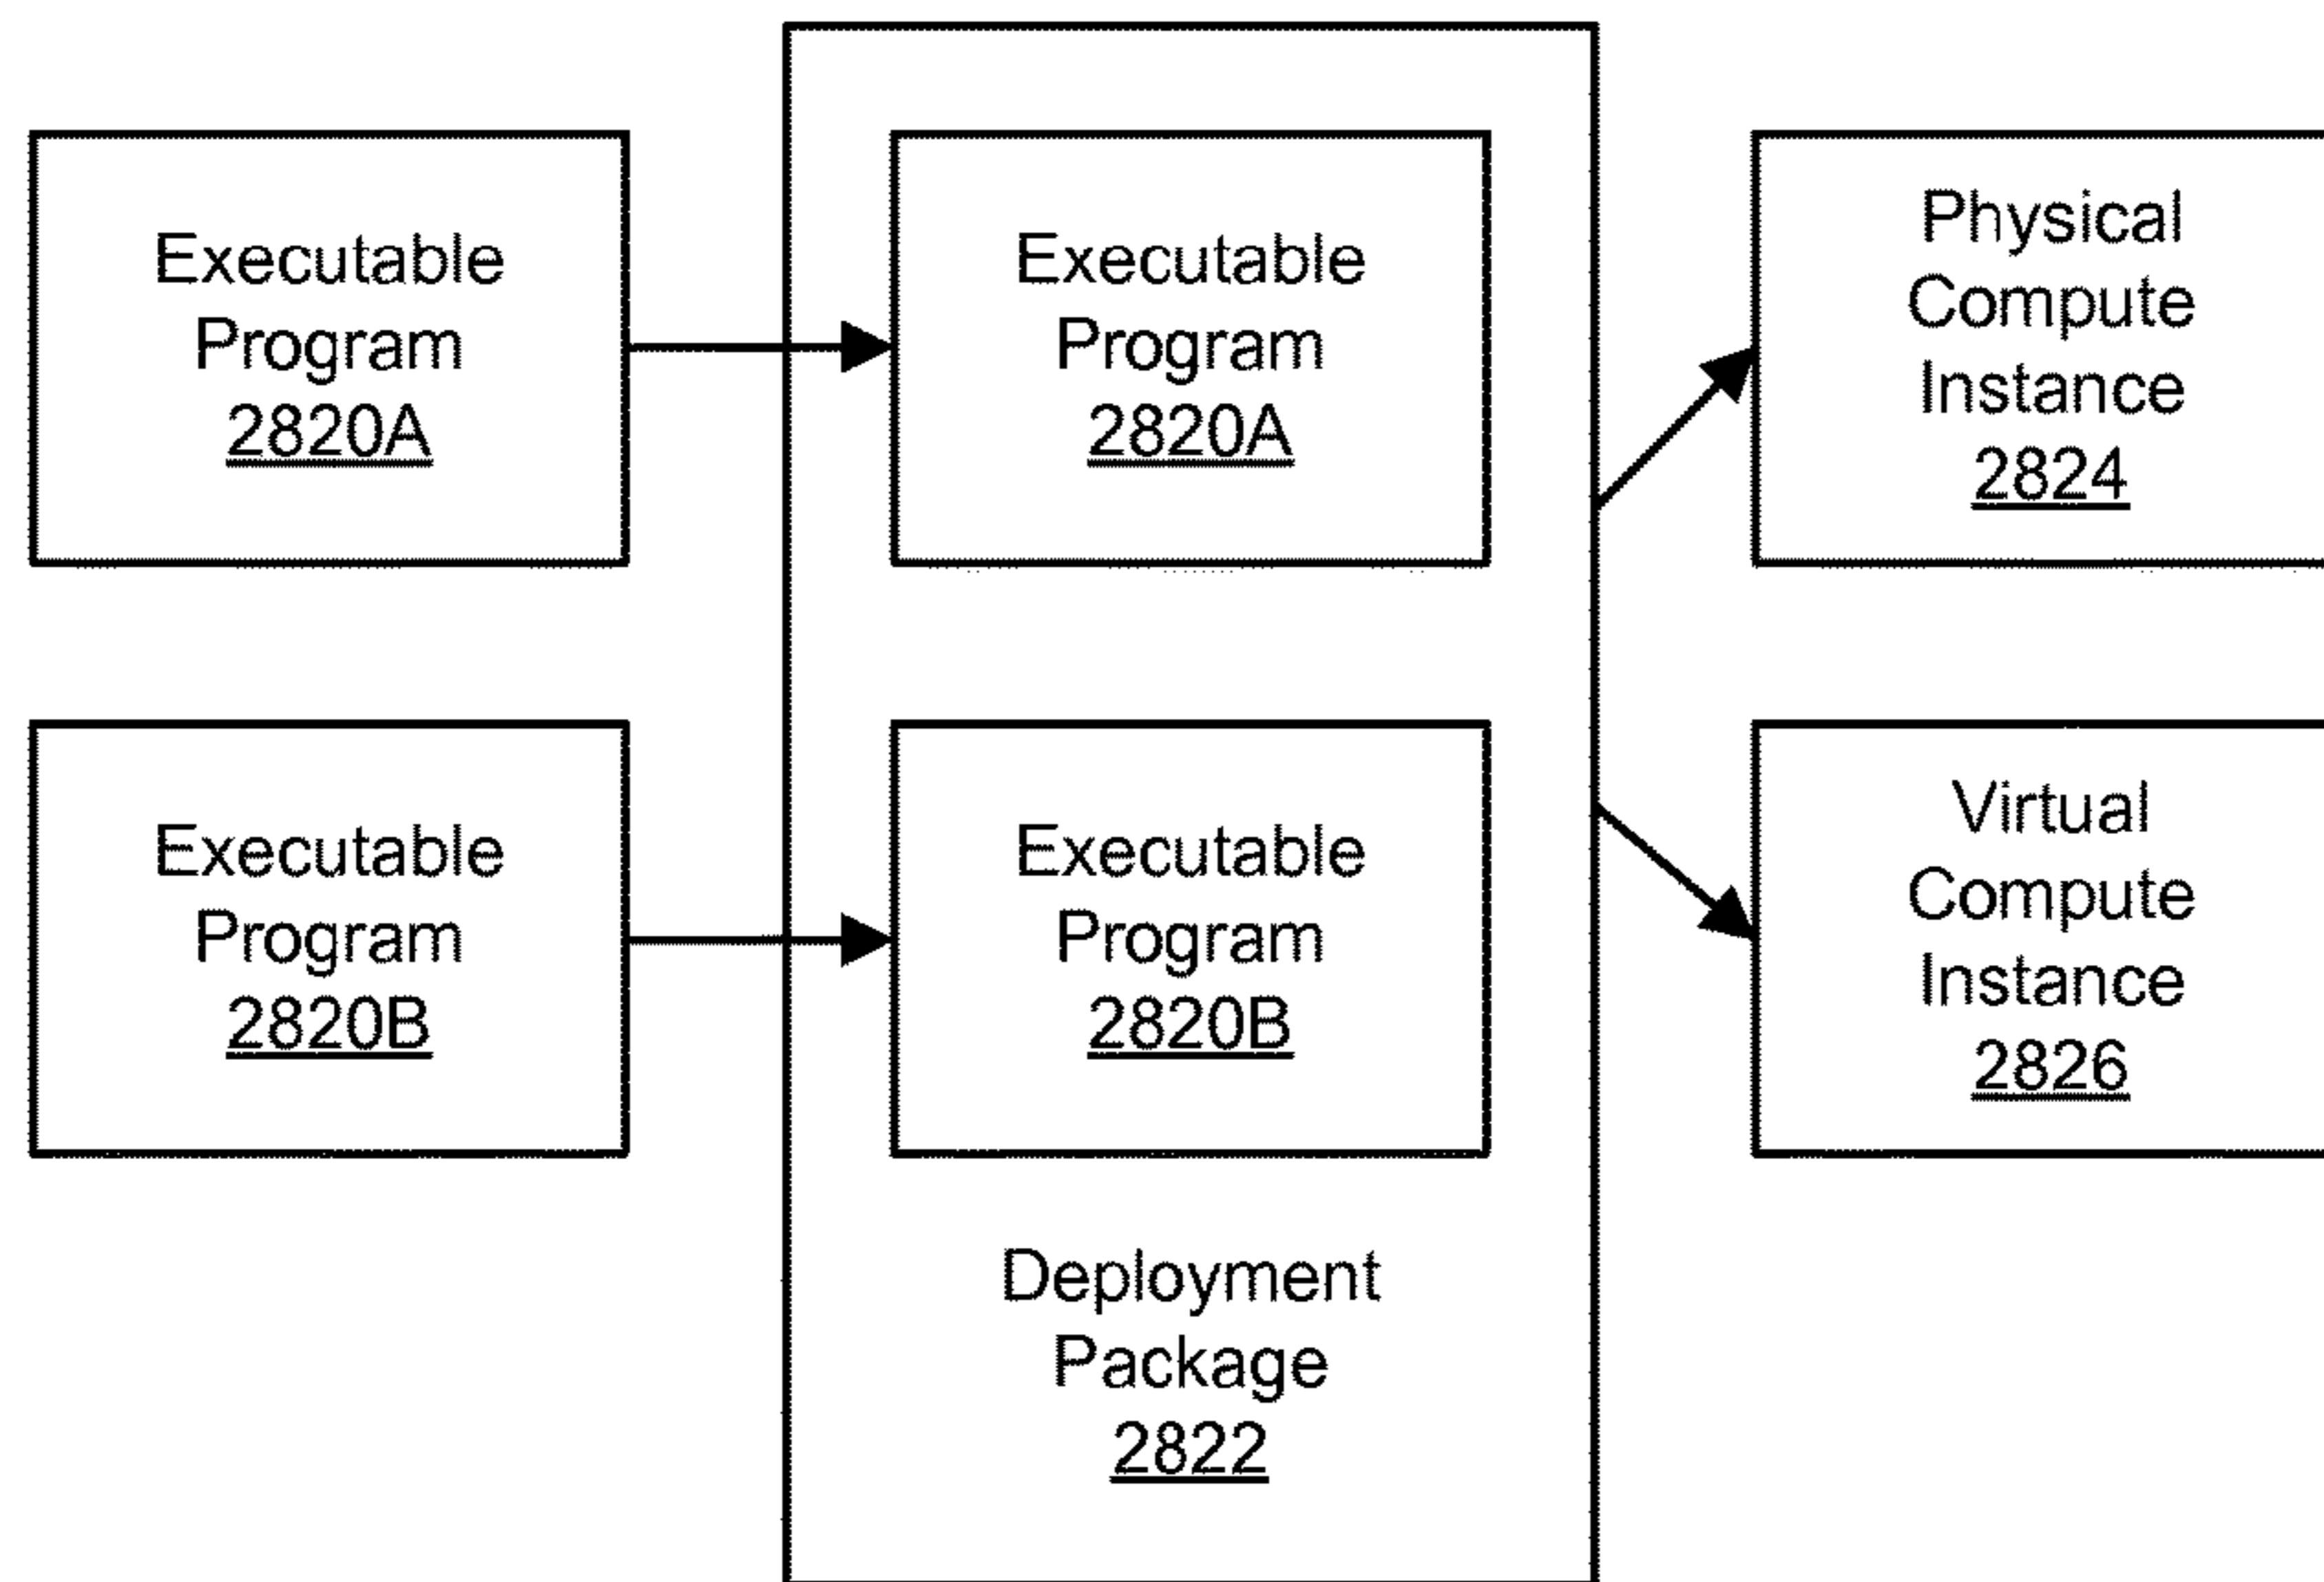 Executable
Program
2820A
Executable
Program
2820A
Physical
Compute
Instance
2824
Executable
Program
2820B
Executable
Program
2820B
Virtual
Compute
Instance
2826
Deployment
Package
2822